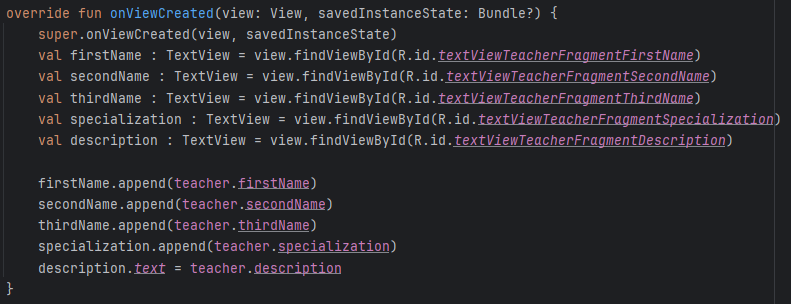 override fun onViewCreated(view: View, savedInstanceState: Bundle?) {
super.onViewCreated(view, savedInstanceState)
val firstName : TextView = view.findViewById(R.id.textViewTeacherFragmentFirstName)
val secondName : TextView = view.findViewById(R.id.textViewTeacherFragmentSecondName)
val thirdName : TextView = view.findViewById(R.id.textViewTeacherFragmentThirdName)
val specialization : TextView = view.findViewById(R.id.textViewTeacherFragmentSpecialization)
val description : TextView = view.findViewById(R.id.textViewTeacherFragmentDescription)
firstName.append(teacher.firstName)
secondName.append(teacher.secondName)
thirdName.append(teacher.thirdName)
specialization.append(teacher.specialization)
description.text = teacher.description
}